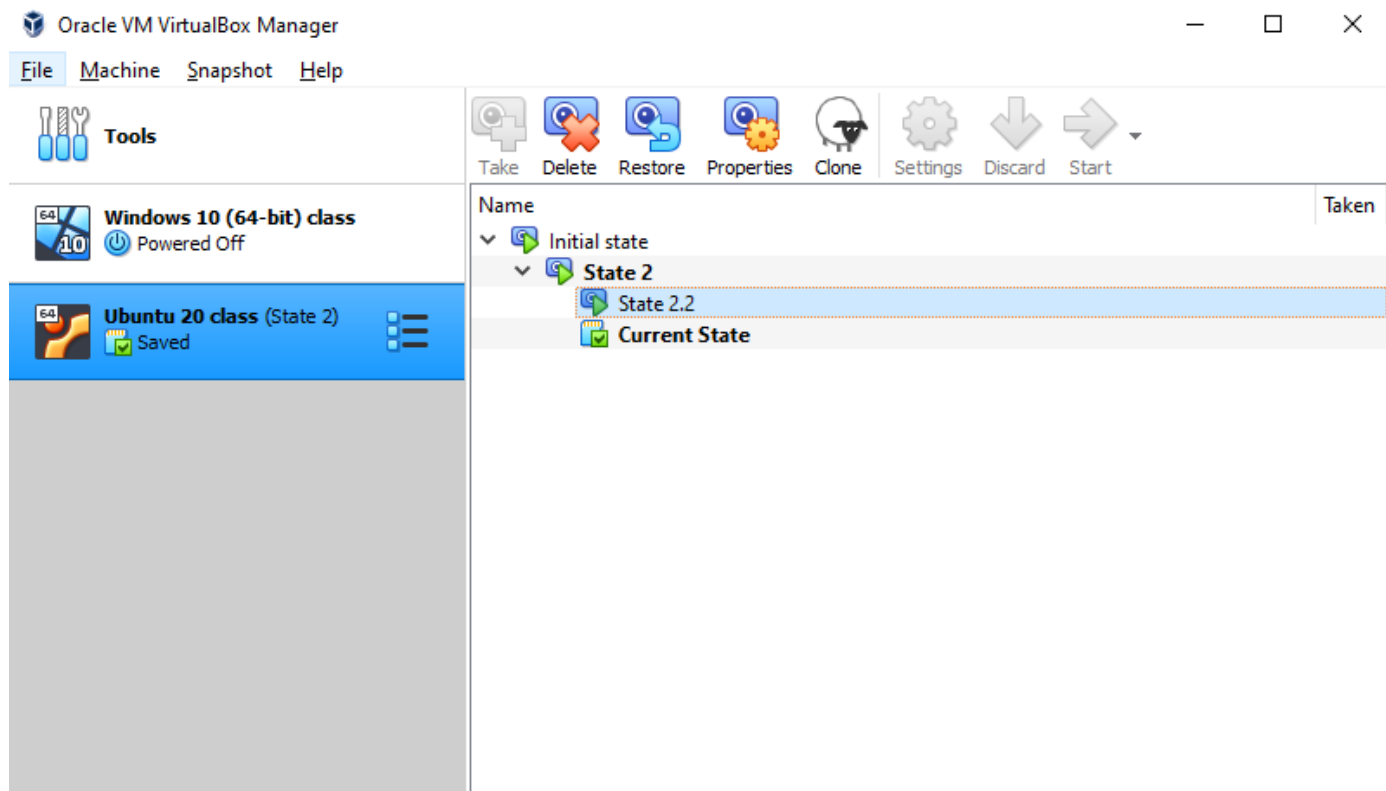 Oracle VM VirtualBox Manager
File Machine Snapshot Help
Tools
Take Delete Restore Properties Clone Settings Discard Start
64
10
Windows 10 (64-bit) class
Powered Off
64
Ubuntu 20 class (State 2)
Saved
Name Taken
Initial state
State 2
State 2.2
Current State